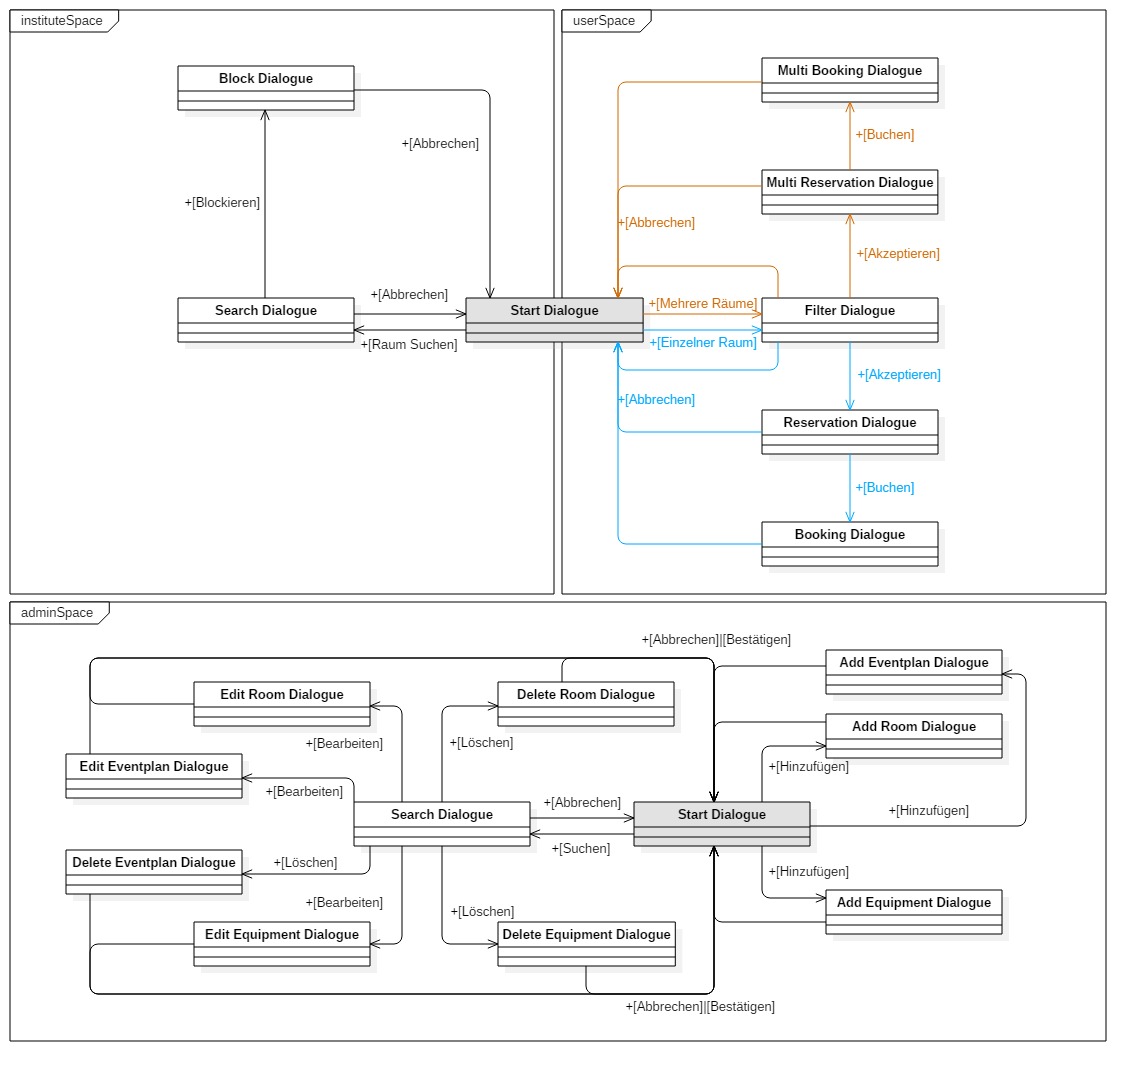 instituteSpace
Block Dialogue
+[Abbrechen]
+[Blockieren]
+[Abbrechen]
Search Dialogue
Start Dialogue
+[Raum Suchen]
userSpace
Multi Booking Dialogue
+[Buchen]
Multi Reservation Dialogue
+[Abbrechen]
+[Akzeptieren]
+[Mehrere Räume]
Filter Dialogue
+[Einzelner Raum]
+[Akzeptieren]
+[Abbrechen]
Reservation Dialogue
+[Buchen]
Booking Dialogue
adminSpace
+[Abbrechen]|[Bestätigen]
Add Eventplan Dialogue
Edit Room Dialogue
Delete Room Dialogue
Add Room Dialogue
+[Bearbeiten]
+[Löschen]
Edit Eventplan Dialogue
+[Hinzufügen]
+[Bearbeiten]
+[Abbrechen]
Search Dialogue
Start Dialogue
+[Hinzufügen]
+[Suchen]
Delete Eventplan Dialogue
+[Löschen]
+[Hinzufügen]
+[Bearbeiten]
+[Löschen]
Add Equipment Dialogue
Edit Equipment Dialogue
Delete Equipment Dialogue
+[Abbrechen]|[Bestätigen]